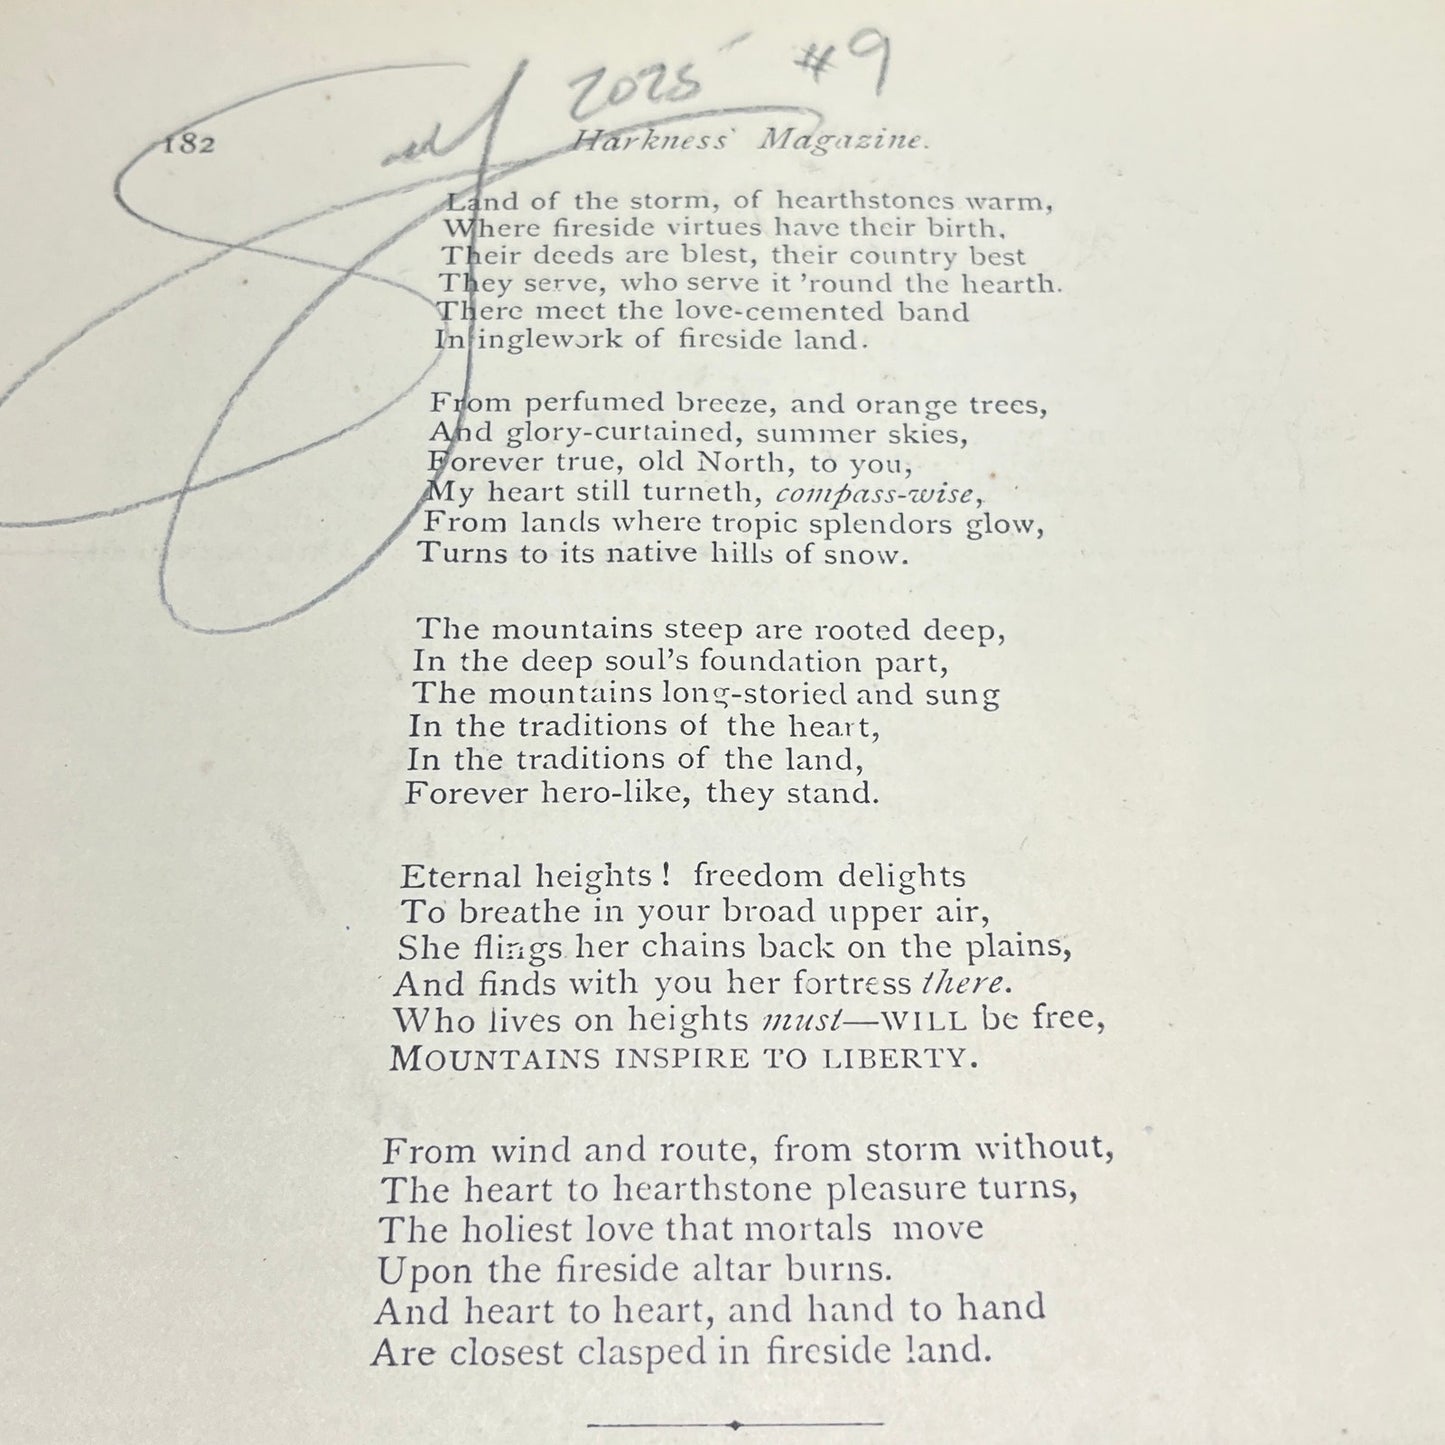 2025 #9
182 Harkness' Magazine.
Land of the storm, of hearthstones warm,
Where fireside virtues have their birth,
Their deeds are blest, their country best
They serve, who serve it 'round the hearth.
There meet the love-cemented band
In inglework of fireside land.
From perfumed breeze, and orange trees,
And glory-curtained, summer skies,
Forever true, old North, to you,
My heart still turneth, compass-wise,
From lands where tropic splendors glow,
Turns to its native hills of snow.
The mountains steep are rooted deep,
In the deep soul's foundation part,
The mountains long-storied and sung
In the traditions of the heart,
In the traditions of the land,
Forever hero-like, they stand.
Eternal heights! freedom delights
To breathe in your broad upper air,
She flings her chains back on the plains,
And finds with you her fortress there.
Who lives on heights must—WILL be free,
MOUNTAINS INSPIRE TO LIBERTY.
From wind and route, from storm without,
The heart to hearthstone pleasure turns,
The holiest love that mortals move
Upon the fireside altar burns.
And heart to heart, and hand to hand
Are closest clasped in fireside land.